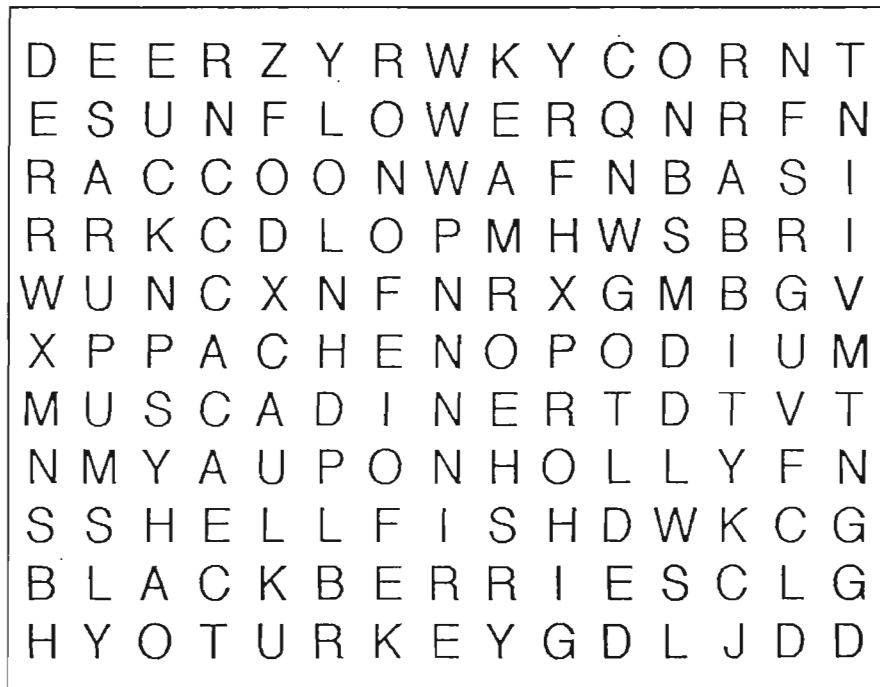 D E E R Z Y R W K Y C O R N T
E S U N F L O W E R Q N R F N
R A C C O O N W A F N B A S I
R R K C D L O P M H W S B R I
W U N C X N F N R X G M B G V
X P P A C H E N O P O D I U M
M U S C A D I N E R T D T V T
N M Y A U P O N H O L L Y F N
S S H E L L F I S H D W K C G
B L A C K B E R R I E S C L G
H Y O T U R K E Y G D L J D D